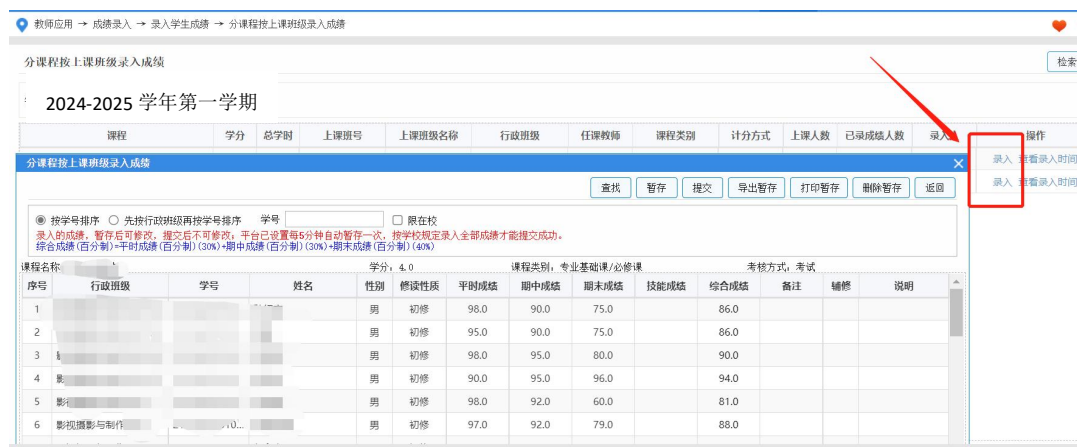 教师应用 → 成绩录入 → 录入学生成绩 → 分课程按上课班级录入成绩
分课程按上课班级录入成绩 检索
2024-2025 学年第一学期
课程 学分 总学时 上课班号 上课班级名称 行政班级 任课教师 课程类别 计分方式 上课人数 已录成绩人数 录入 操作
分课程按上课班级录入成绩
录入 查看录入时间
查找 暂存 提交 导出暂存 打印暂存 删除暂存 返回 录入 查看录入时间
按学号排序 先按行政班级再按学号排序 学号 限在校
录入的成绩，暂存后可修改，提交后不可修改；平台已设置每5分钟自动暂存一次，按学校规定录入全部成绩才能提交成功。
综合成绩(百分制)=平时成绩(百分制)(30%)+期中成绩(百分制)(30%)+期末成绩(百分制)(40%)
课程名称 学分：4.0 课程类别：专业基础课/必修课 考核方式：考试
序号 行政班级 学号 姓名 性别 修读性质 平时成绩 期中成绩 期末成绩 技能成绩 综合成绩 备注 辅修 说明
1 男 初修 98.0 90.0 75.0 86.0
2 男 初修 95.0 90.0 75.0 86.0
3 男 初修 98.0 95.0 80.0 90.0
4 男 初修 90.0 95.0 96.0 94.0
5 男 初修 98.0 92.0 60.0 81.0
6 影视摄影与制作 男 初修 97.0 92.0 79.0 88.0